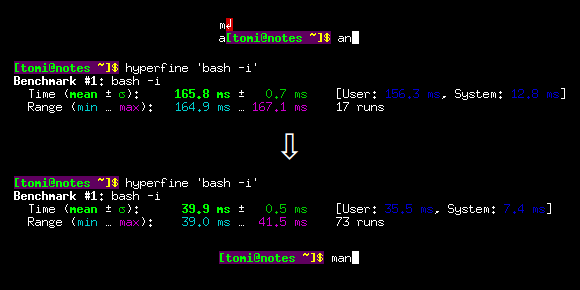 m↲
a[tomi@notes ~]$ an
[tomi@notes ~]$ hyperfine 'bash -i'
Benchmark #1: bash -i
Time (mean ± σ): 165.8 ms ± 0.7 ms [User: 156.3 ms, System: 12.0 ms]
Range (min … max): 164.9 ms … 167.1 ms 17 runs
⇩
[tomi@notes ~]$ hyperfine 'bash -i'
Benchmark #1: bash -i
Time (mean ± σ): 39.9 ms ± 0.5 ms [User: 35.5 ms, System: 7.4 ms]
Range (min … max): 39.0 ms … 41.5 ms 73 runs
[tomi@notes ~]$ man